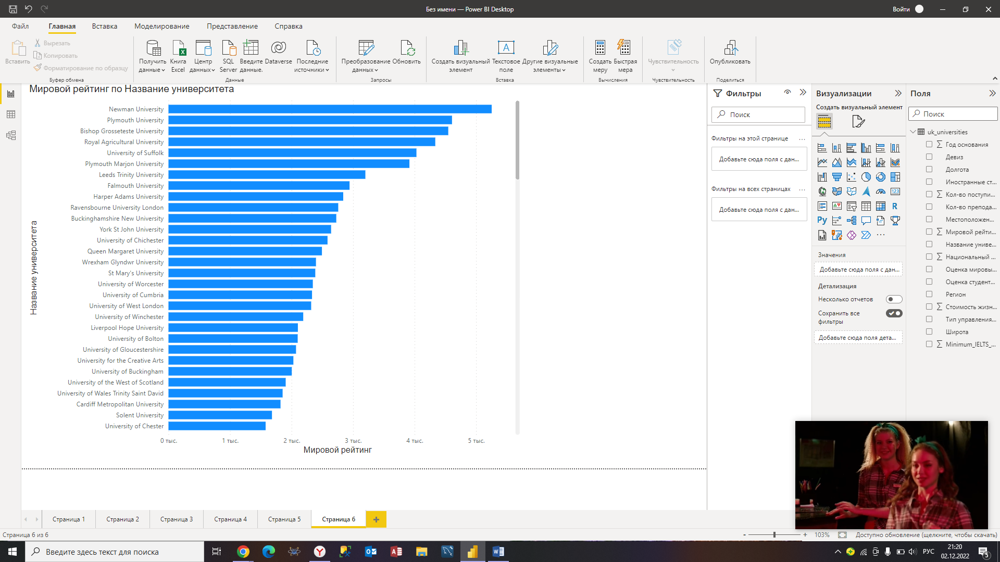 Без имени — Power BI Desktop
Войти
Файл
Главная
Вставка
Моделирование
Представление
Справка
Вставить
Вырезать
Копировать
Форматирование по образцу
Буфер обмена
Получить данные
Книга Excel
Центр данных
SQL Server
Введите данные.
Dataverse
Последние источники
Данные
Преобразование данных
Обновить
Запросы
Создать визуальный элемент
Текстовое поле
Другие визуальные элементы
Вставка
Создать меру
Быстрая мера
Вычисления
Чувствительность
Чувствительность
Опубликовать
Поделиться
Мировой рейтинг по Название университета
Название университета
Newman University
Plymouth University
Bishop Grosseteste University
Royal Agricultural University
University of Suffolk
Plymouth Marjon University
Leeds Trinity University
Falmouth University
Harper Adams University
Ravensbourne University London
Buckinghamshire New University
York St John University
University of Chichester
Queen Margaret University
Wrexham Glyndwr University
St Mary's University
University of Worcester
University of Cumbria
University of West London
University of Winchester
Liverpool Hope University
University of Bolton
University of Gloucestershire
University for the Creative Arts
University of Buckingham
University of the West of Scotland
University of Wales Trinity Saint David
Cardiff Metropolitan University
Solent University
University of Chester
0 тыс. 1 тыс. 2 тыс. 3 тыс. 4 тыс. 5 тыс.
Мировой рейтинг
Фильтры
Поиск
Фильтры на этой странице ...
Добавьте сюда поля с дан...
Фильтры на всех страницах ...
Добавьте сюда поля с дан...
Визуализации
Создать визуальный элемент
123
R
Py
...
Значения
Добавьте сюда поля с дан...
Детализация
Несколько отчетов
Сохранить все
фильтры
Добавьте сюда поля дета...
Поля
Поиск
uk_universities
Год основания
Девиз
Долгота
Иностранные ст...
Кол-во поступи...
Кол-во препода...
Местоположен...
Мировой рейти...
Название униве...
Национальный ...
Оценка мировы...
Оценка студент...
Регион
Стоимость жизн...
Тип управления...
Широта
Minimum_IELTS_...
Страница 1
Страница 2
Страница 3
Страница 4
Страница 5
Страница 6
Страница 6 из 6
- + 103%
Доступно обновление (щелкните, чтобы скачать)
Введите здесь текст для поиска
РУС
21:20
02.12.2022
5